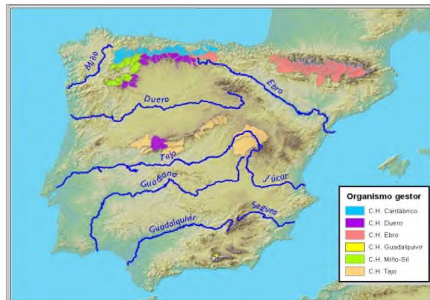 Miño
Ebro
Duero
Tajo
Guadiana
Júcar
Segura
Guadalquivir
Organismo gestor
C.H. Cantábrico
C.H. Duero
C.H. Ebro
C.H. Guadalquivir
C.H. Miño-Sil
C.H. Tajo